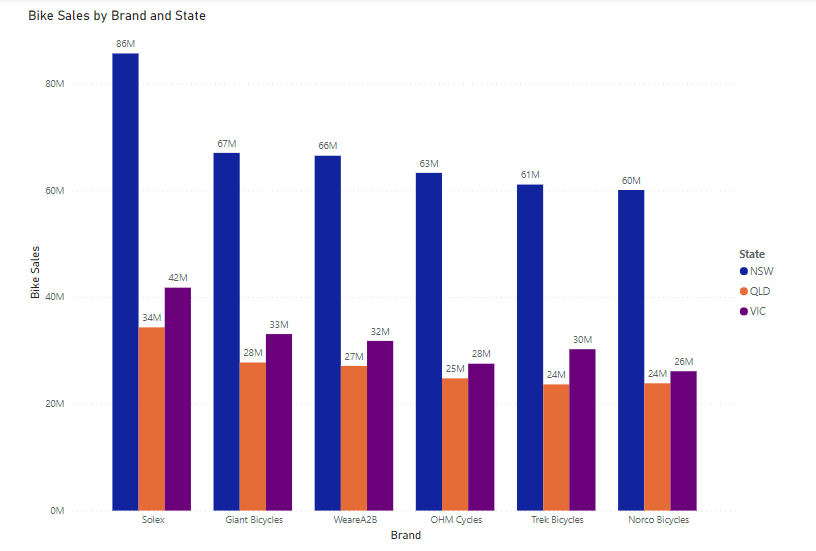 Bike Sales by Brand and State
86M
80M
67M
66M
63M
61M
60M
60M
State
NSW
QLD
VIC
Bike Sales
42M
40M
34M
33M
32M
30M
28M
28M
27M
26M
25M
24M
24M
20M
0M
Solex Giant Bicycles WeareA2B OHM Cycles Trek Bicycles Norco Bicycles
Brand